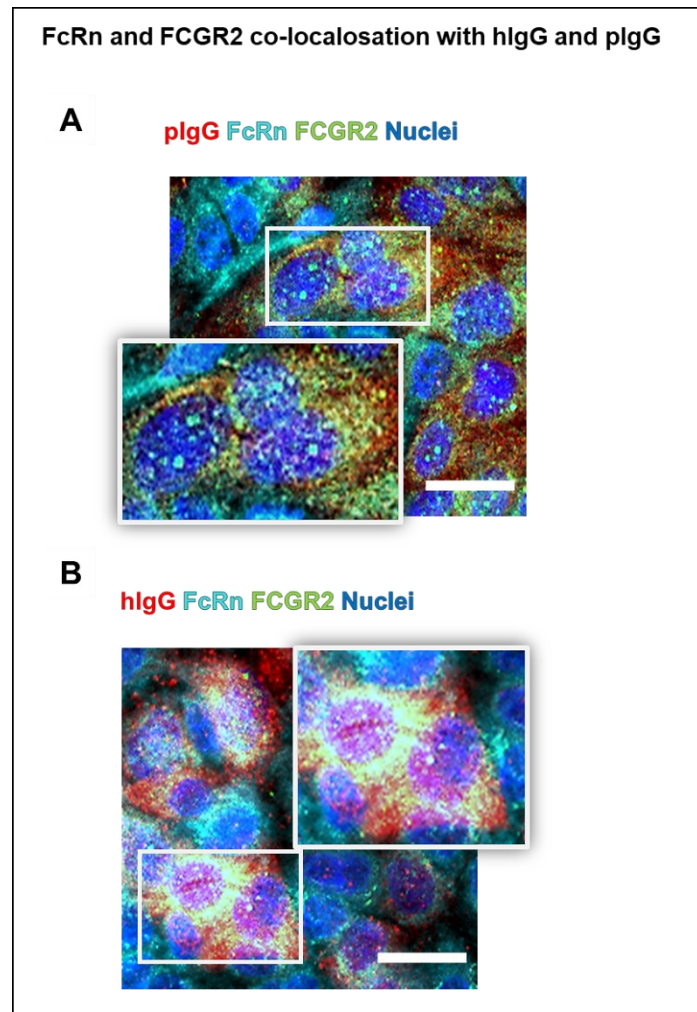 FcRn and FCGR2 co-localosation with hIgG and pIgG
A
pIgG FcRn FCGR2 Nuclei
B
hIgG FcRn FCGR2 Nuclei